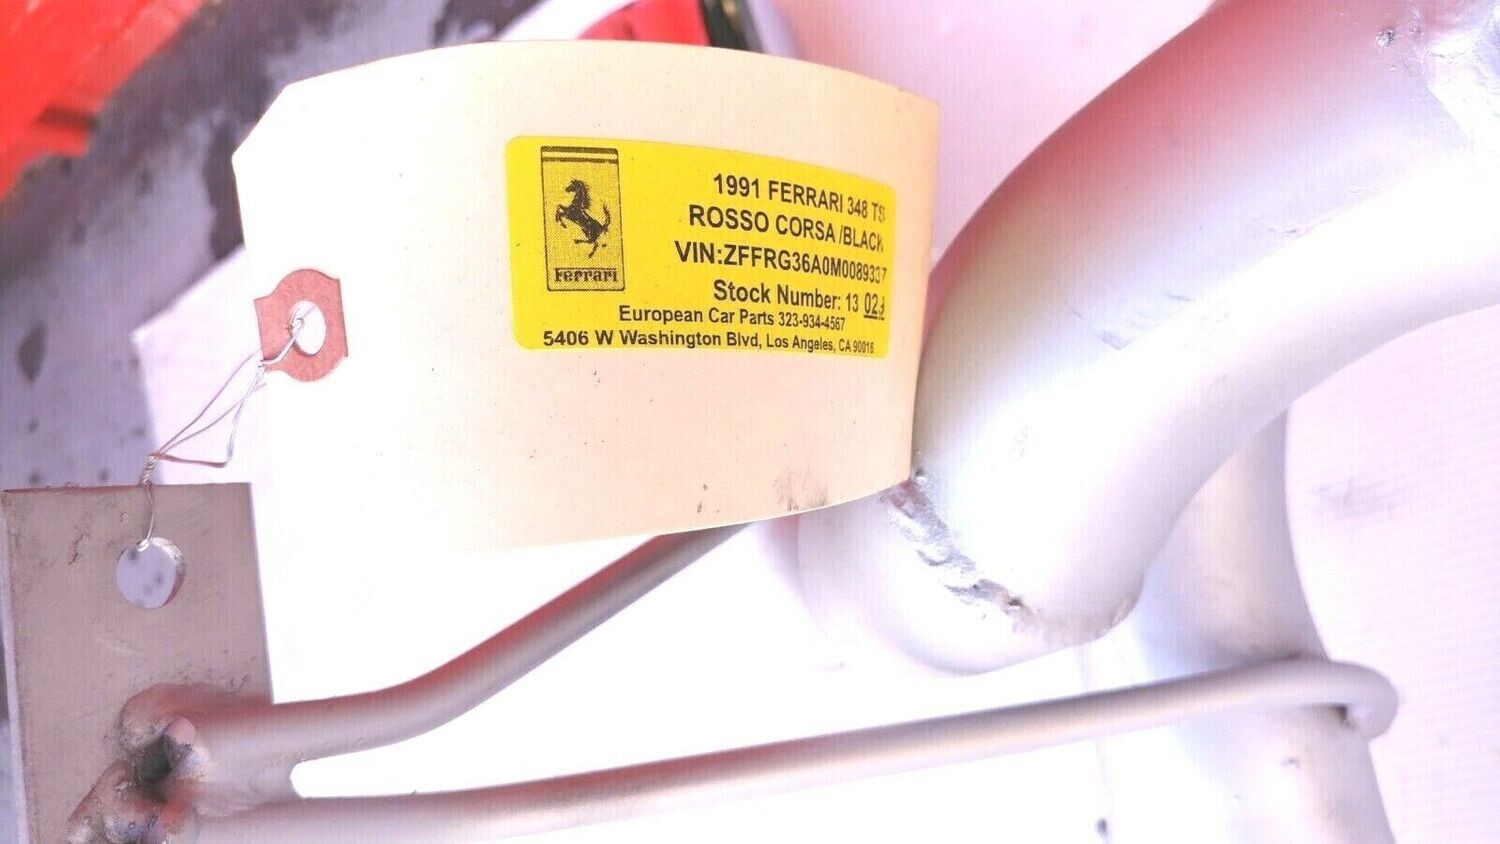 Ferrari
1991 FERRARI 348 TS
ROSSO CORSA /BLACK
VIN:ZFFRG36A0M0089337
Stock Number: 13
European Car Parts 323-934-4567
5406 W Washington Blvd, Los Angeles, CA 90016